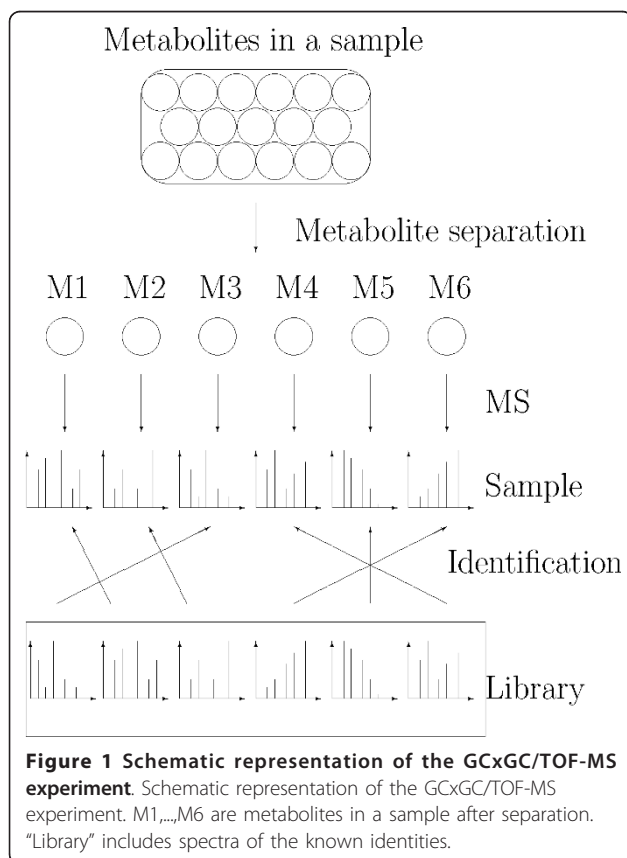 Metabolites in a sample
Metabolite separation
M1 M2 M3 M4 M5 M6
MS
Sample
Identification
Library
Figure 1 Schematic representation of the GCxGC/TOF-MS
experiment. Schematic representation of the GCxGC/TOF-MS
experiment. M1,...,M6 are metabolites in a sample after separation.
"Library" includes spectra of the known identities.